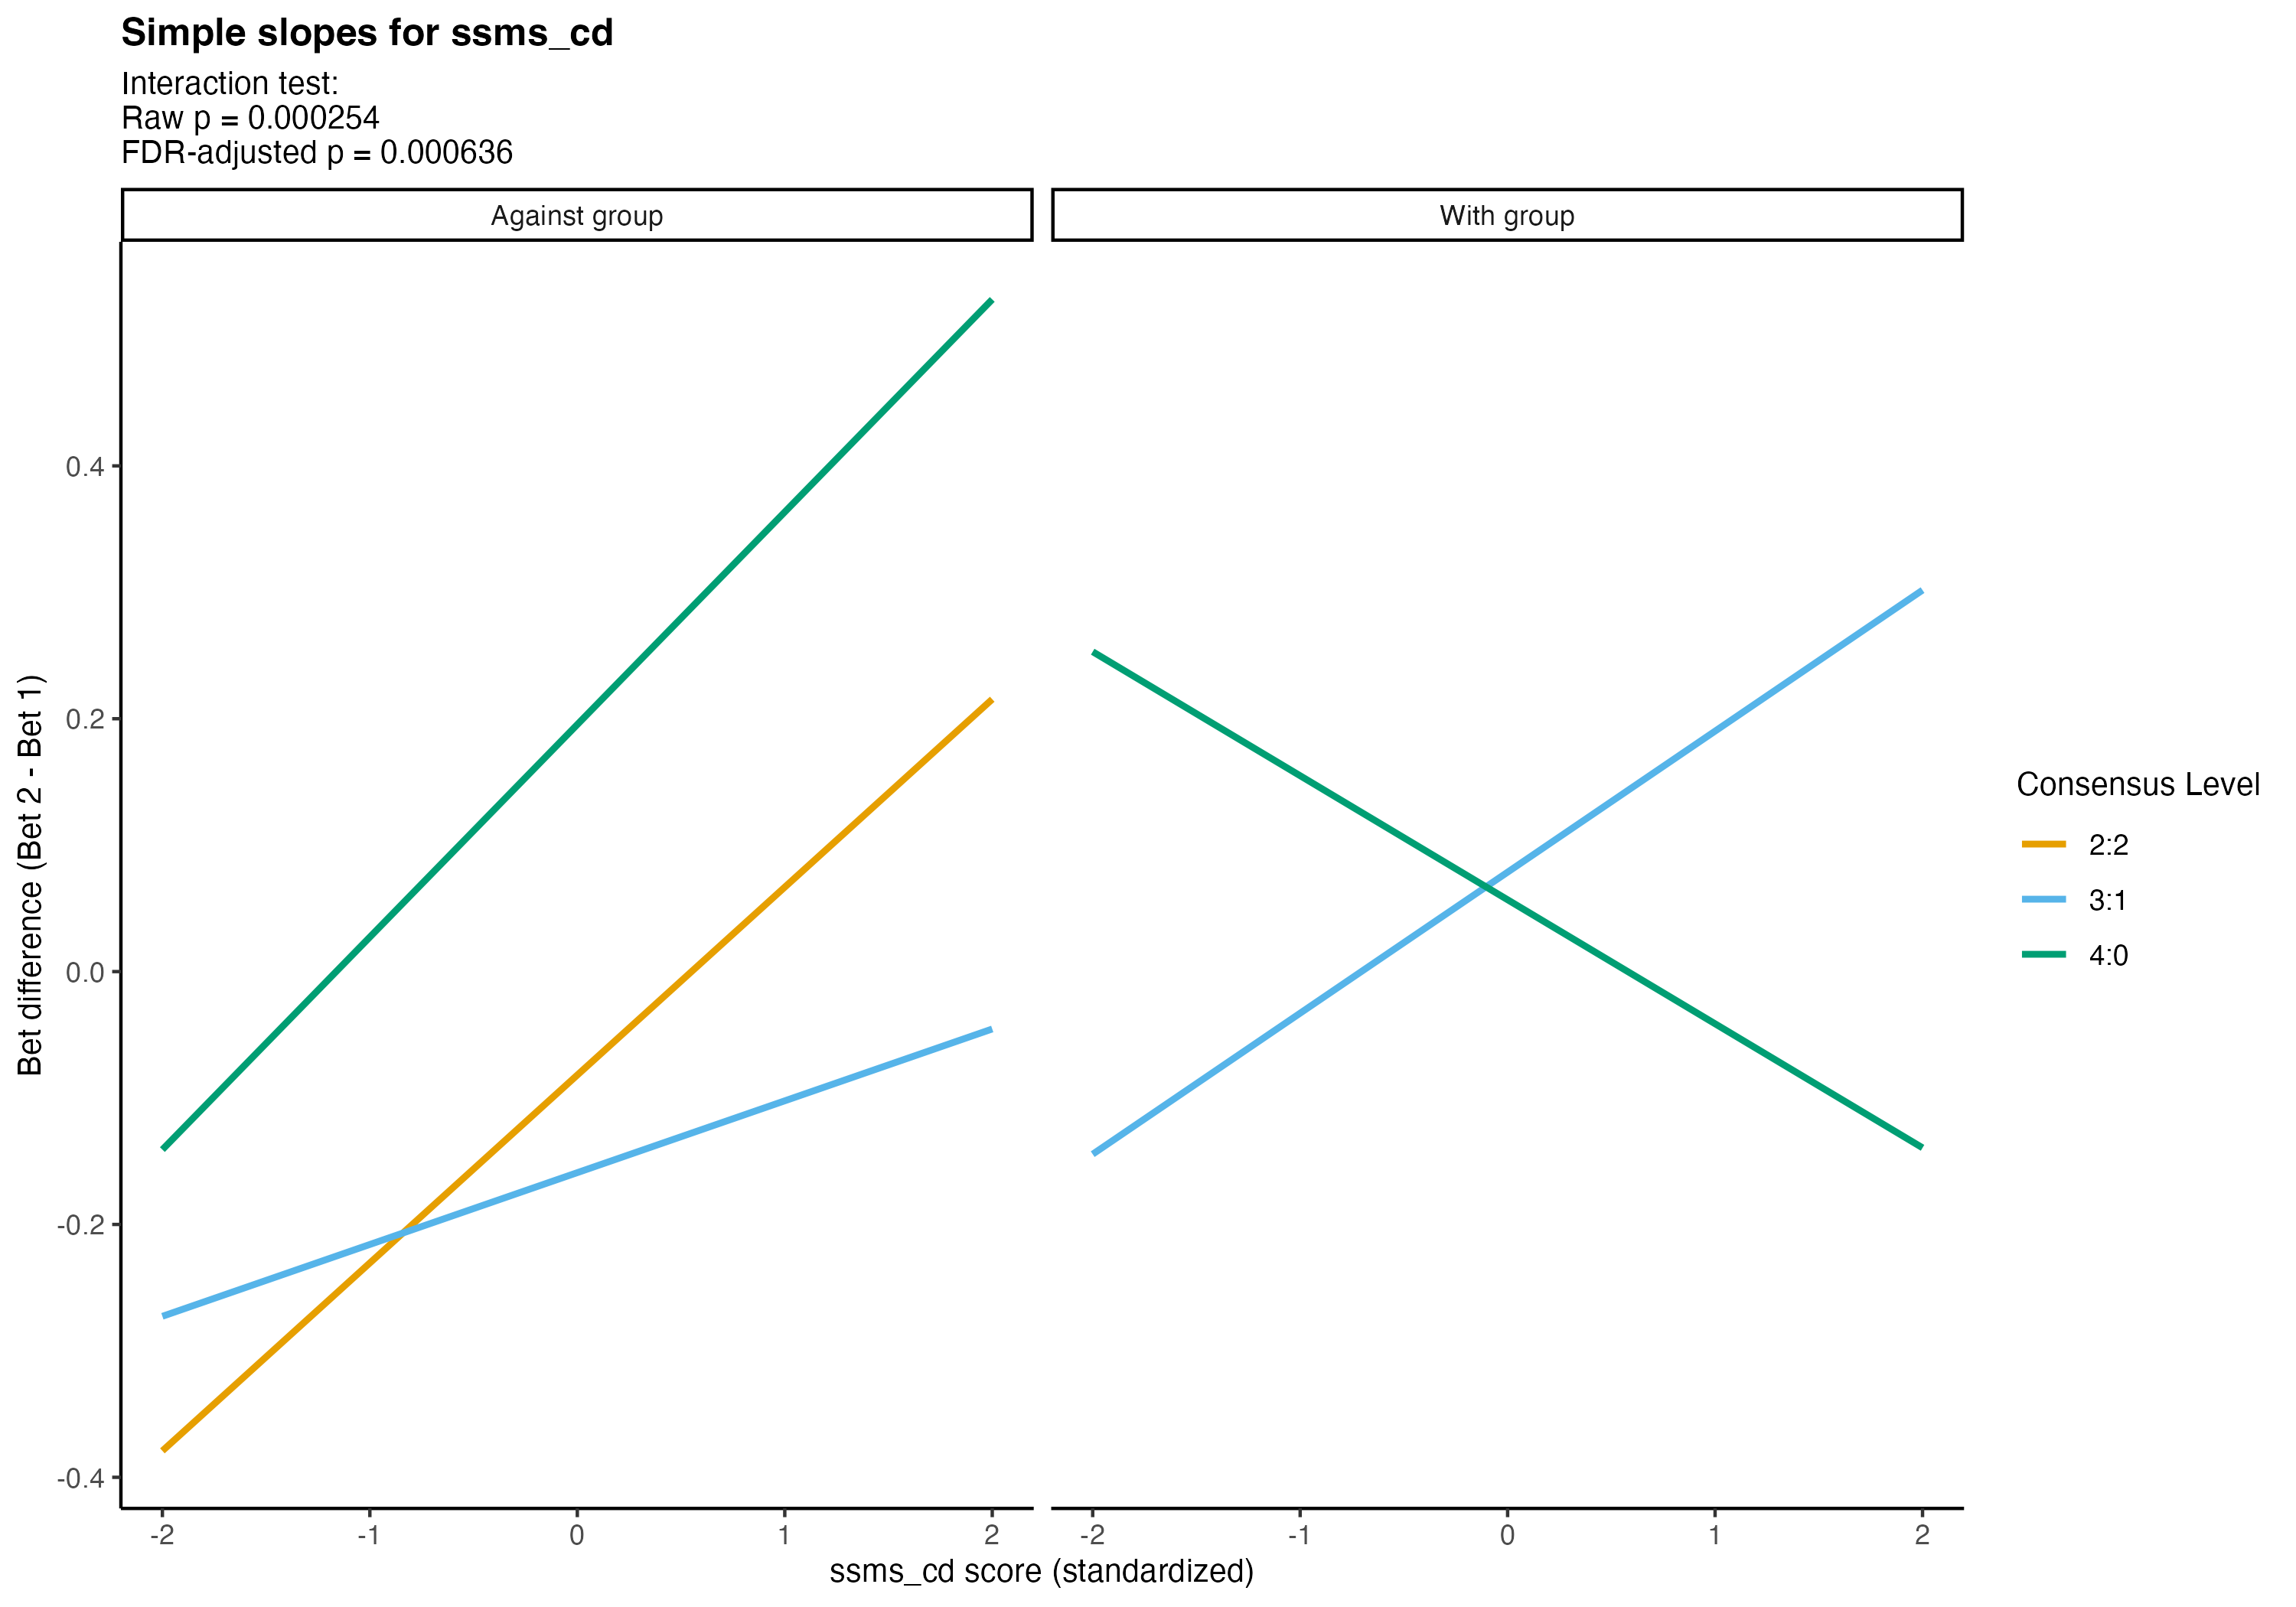 Simple slopes for ssms_cd
Interaction test:
Raw p = 0.000254
FDR-adjusted p = 0.000636
Against group
With group
Bet difference (Bet 2 - Bet 1)
0.4
0.2
0.0
-0.2
-0.4
-2 -1 0 1 2
-2 -1 0 1 2
ssms_cd score (standardized)
Consensus Level
2:2
3:1
4:0